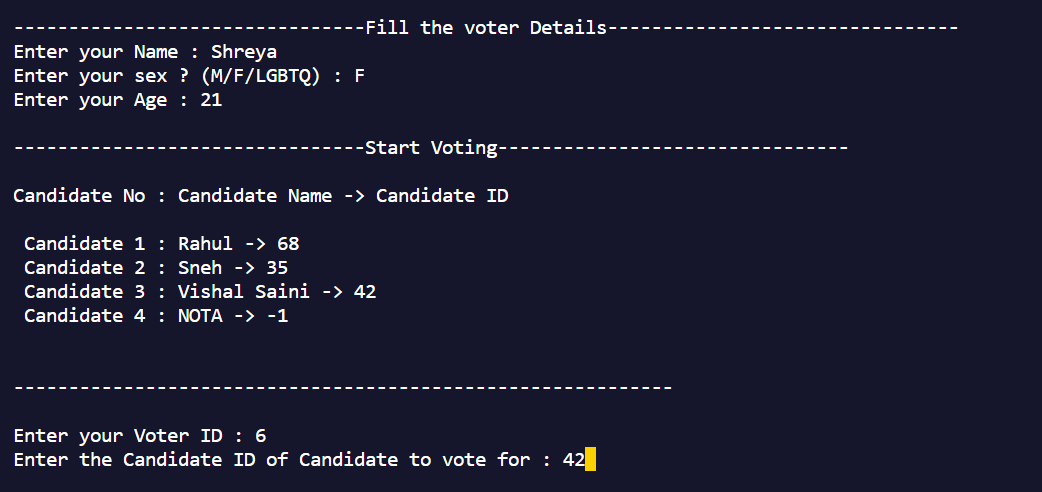 --------------------------------Fill the voter Details--------------------------------
Enter your Name : Shreya
Enter your sex ? (M/F/LGBTQ) : F
Enter your Age : 21
--------------------------------Start Voting--------------------------------
Candidate No : Candidate Name -> Candidate ID
Candidate 1 : Rahul -> 68
Candidate 2 : Sneh -> 35
Candidate 3 : Vishal Saini -> 42
Candidate 4 : NOTA -> -1
------------------------------------------------------------
Enter your Voter ID : 6
Enter the Candidate ID of Candidate to vote for : 42